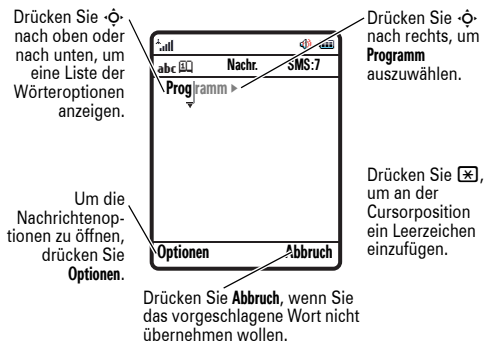 Drücken Sie
nach oben oder
nach unten, um
eine Liste der
Wörteroptionen
anzeigen.
Drücken Sie
nach rechts, um
Programm
auszuwählen.
abc Nachr. SMS:7
Programm
Drücken Sie *,
um an der
Cursorposition
ein Leerzeichen
einzufügen.
Um die
Nachrichtenop-
tionen zu öffnen,
drücken Sie
Optionen.
Optionen Abbruch
Drücken Sie Abbruch, wenn Sie
das vorgeschlagene Wort nicht
übernehmen wollen.